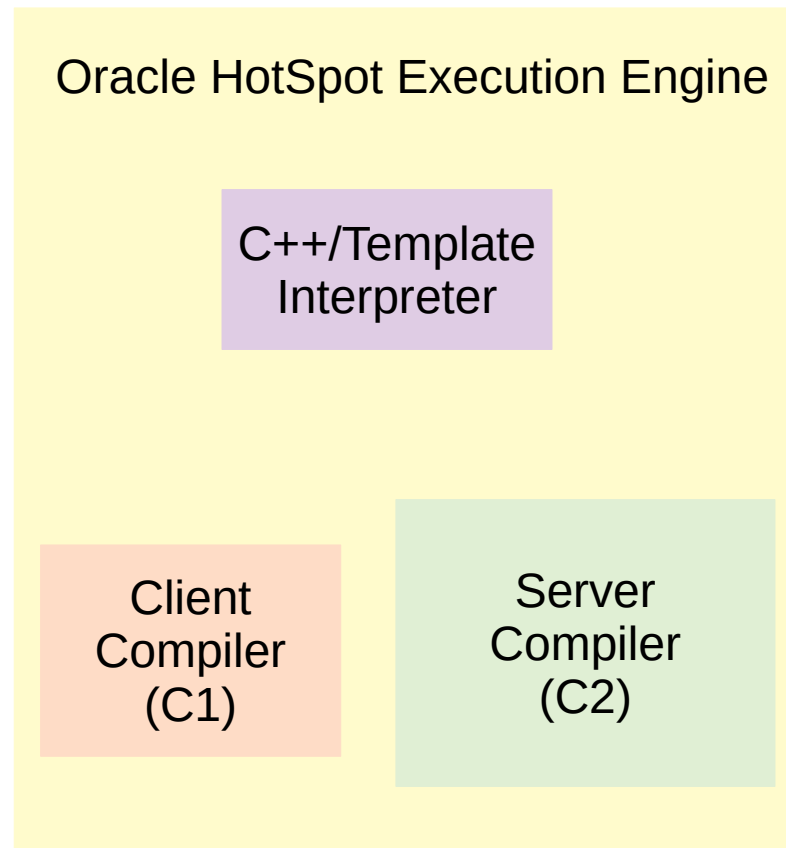 Oracle HotSpot Execution Engine
C++/Template
Interpreter
Client
Compiler
(C1)
Server
Compiler
(C2)